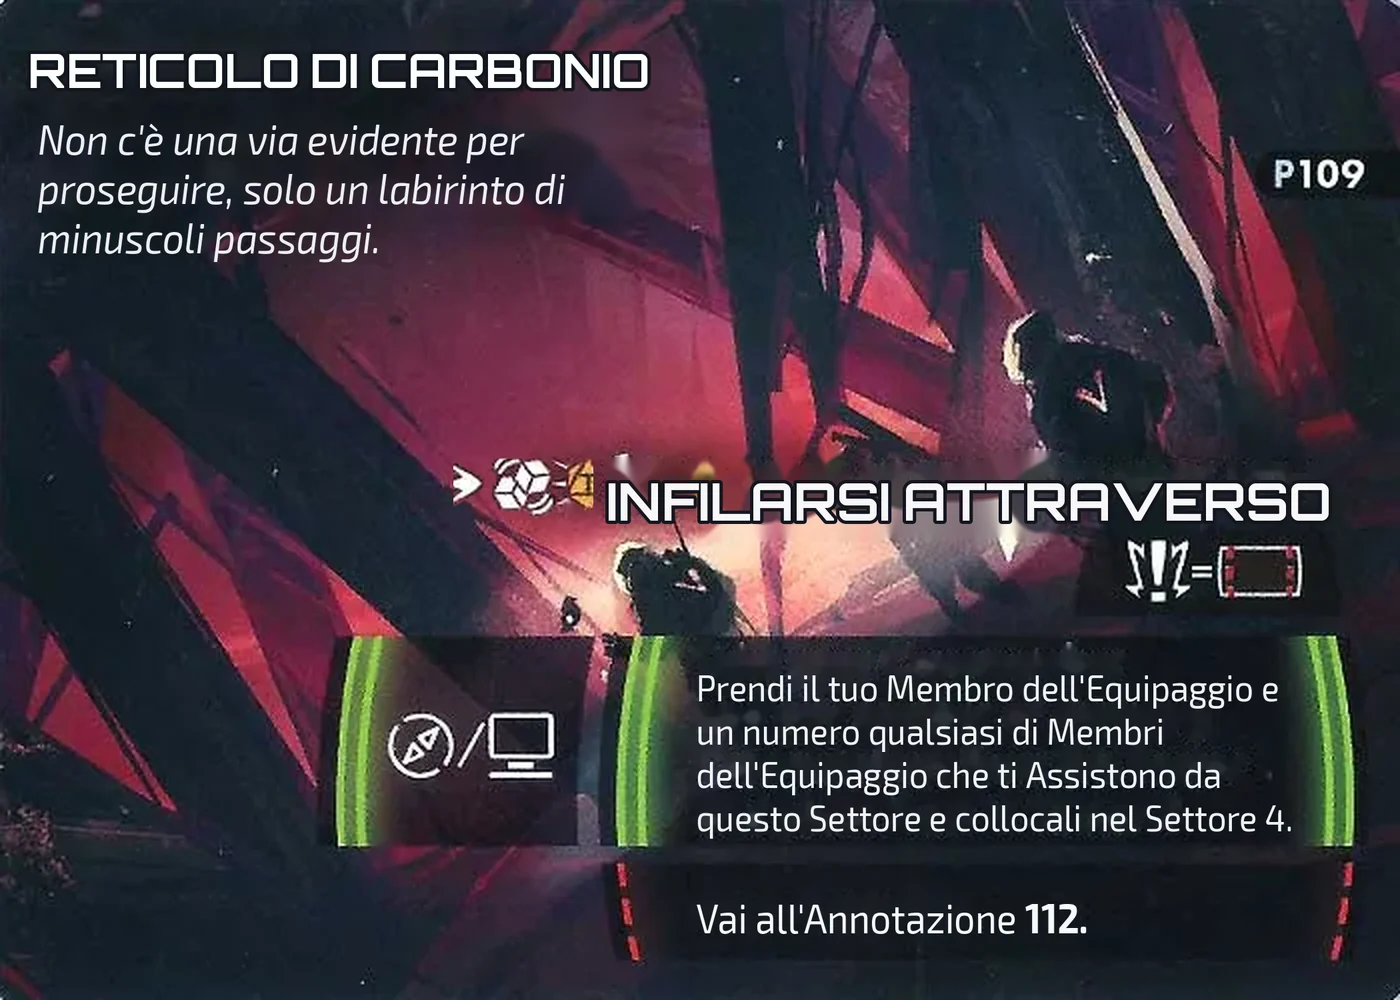 RETICOLO DI CARBONIO
Non c'è una via evidente per
proseguire, solo un labirinto di
minuscoli passaggi.
P109
INFILARSI ATTRAVERSO
Prendi il tuo Membro dell'Equipaggio e
un numero qualsiasi di Membri
dell'Equipaggio che ti Assistono da
questo Settore e collocali nel Settore 4.
Vai all'Annotazione 112.